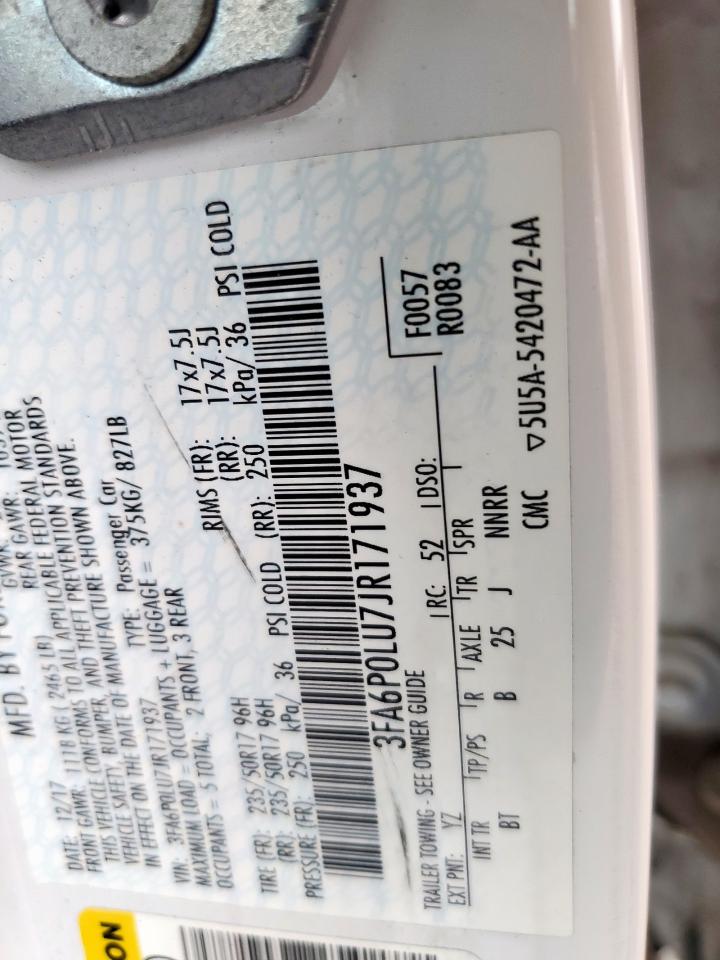 MFD. BY FO
DATE: 12/17 GVWR:
FRONT GAWR: 1118 KG ( 2465 LB) REAR GAWR:
THIS VEHICLE CONFORMS TO ALL APPLICABLE FEDERAL MOTOR
VEHICLE SAFETY, BUMPER, AND THEFT PREVENTION STANDARDS
IN EFFECT ON THE DATE OF MANUFACTURE SHOWN ABOVE.
VIN: 3FA6P0LU7JR171937 TYPE: Passenger Car
MAXIMUM LOAD = OCCUPANTS + LUGGAGE = 375KG/ 827LB
OCCUPANTS = 5 TOTAL: 2 FRONT, 3 REAR
TIRE (FR): 235/50R17 96H RIMS (FR): 17x7.5J
(RR): 235/50R17 96H (RR): 17x7.5J
PRESSURE (FR): 250 kPa/ 36 PSI COLD (RR): 250 kPa/ 36 PSI COLD
3FA6P0LU7JR171937
F0057
R0083
TRAILER TOWING - SEE OWNER GUIDE
EXT PNT: YZ RC: 52 DSO:
INT TR TP/PS R AXLE TR SPR
BT B 25 J NNRR
CMC ▽5U5A-5420472-AA
ON